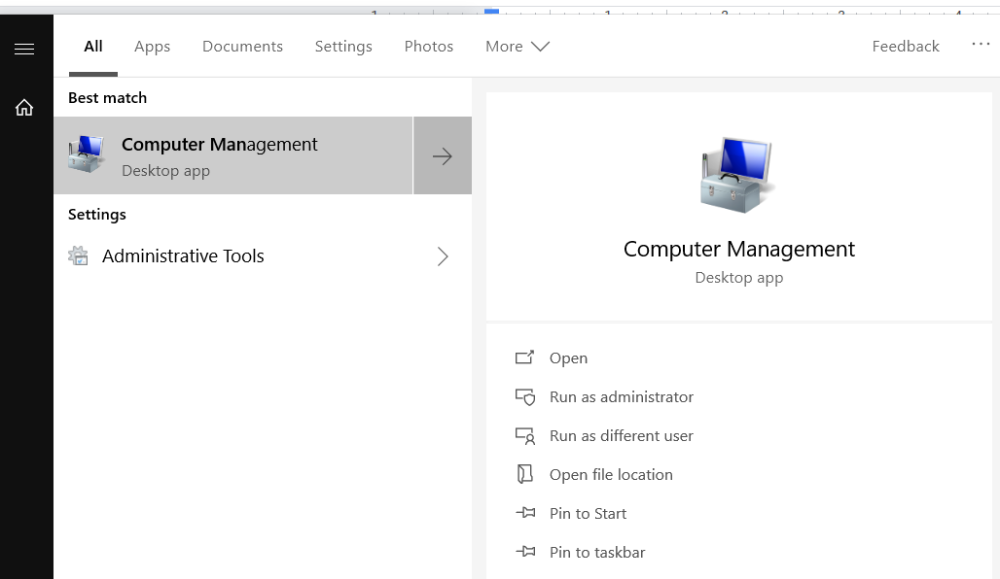 All Apps Documents Settings Photos More Feedback ...
Best match
Computer Management
Desktop app
Settings
Administrative Tools
Computer Management
Desktop app
Open
Run as administrator
Run as different user
Open file location
Pin to Start
Pin to taskbar